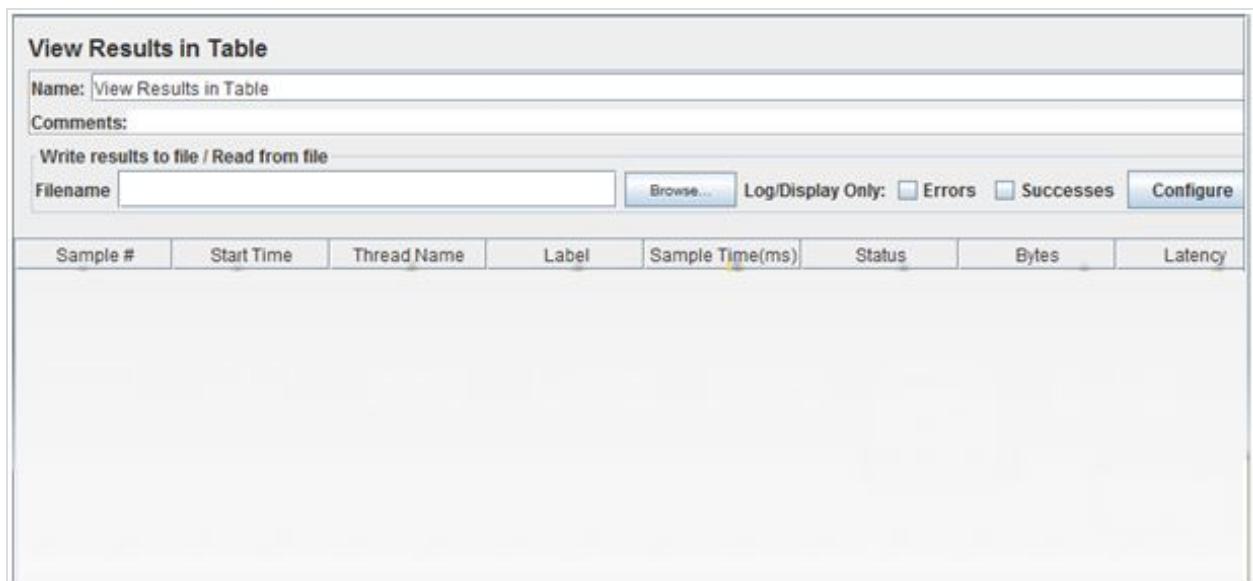 View Results in Table
Name: View Results in Table
Comments:
Write results to file / Read from file
Filename Browse... Log/Display Only: Errors Successes Configure
Sample # Start Time Thread Name Label Sample Time(ms) Status Bytes Latency